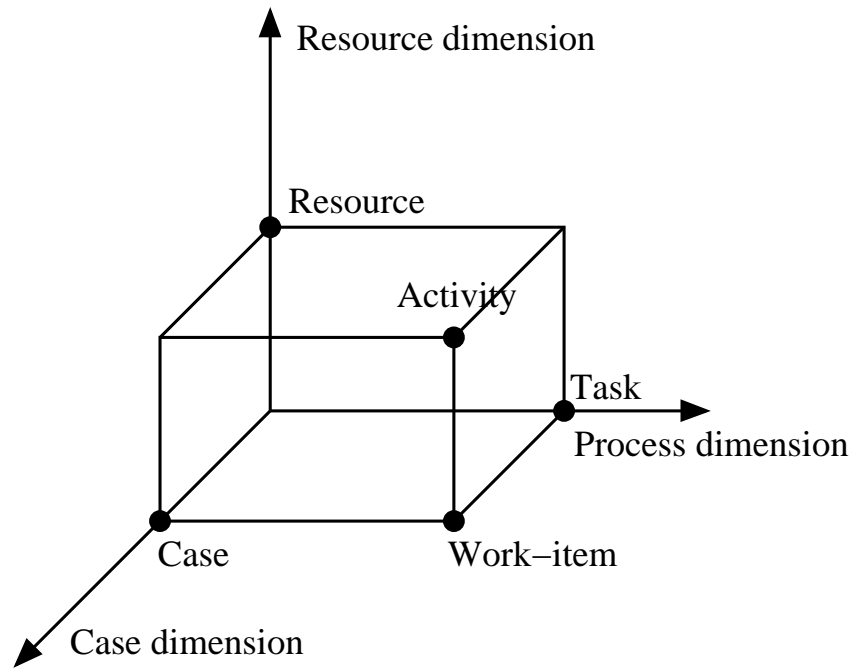 Resource dimension
Resource
Activity
Task
Process dimension
Case
Work−item
Case dimension